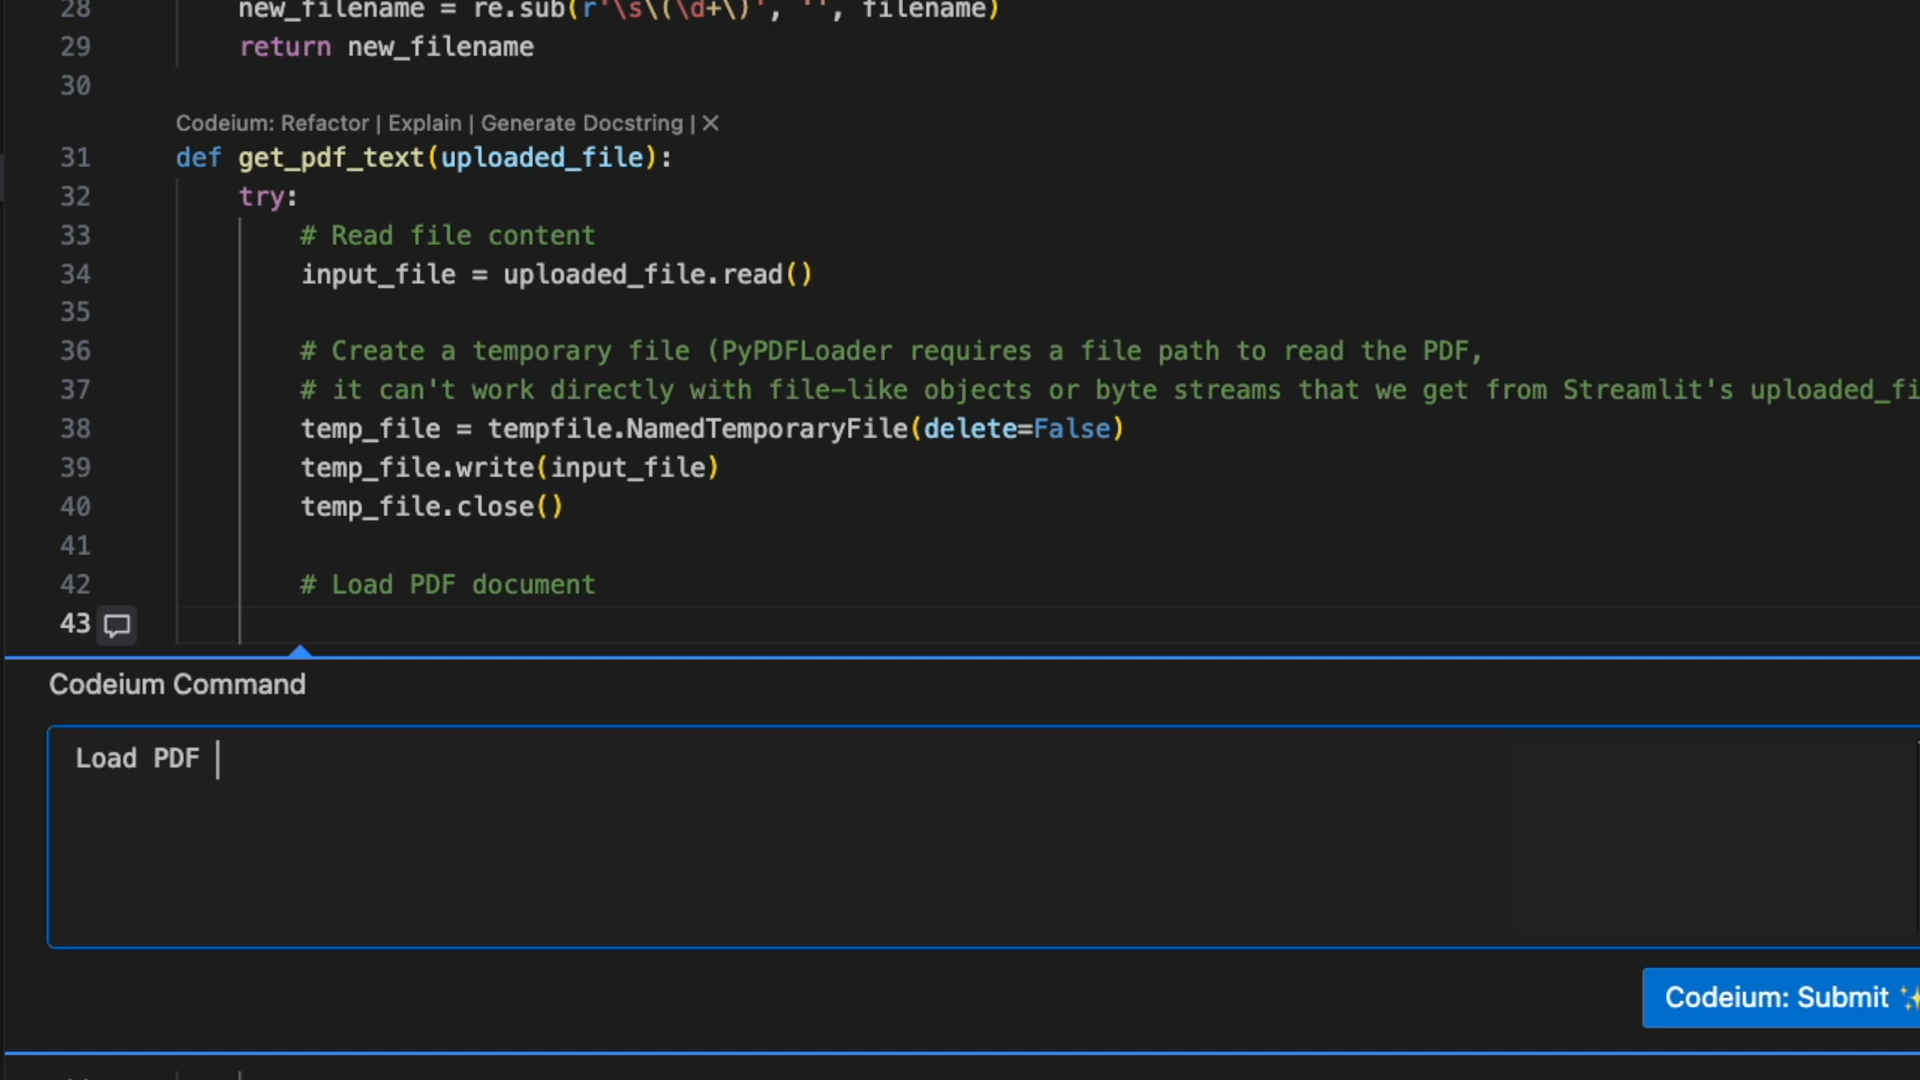 28 new_filename = re.sub(r'\s\(\d+\)', '', filename)
29 return new_filename
30
Codeium: Refactor | Explain | Generate Docstring | ✕
31 def get_pdf_text(uploaded_file):
32 try:
33 # Read file content
34 input_file = uploaded_file.read()
35
36 # Create a temporary file (PyPDFLoader requires a file path to read the PDF,
37 # it can't work directly with file-like objects or byte streams that we get from Streamlit's uploaded_fi
38 temp_file = tempfile.NamedTemporaryFile(delete=False)
39 temp_file.write(input_file)
40 temp_file.close()
41
42 # Load PDF document
43
Codeium Command
Load PDF
Codeium: Submit ✨